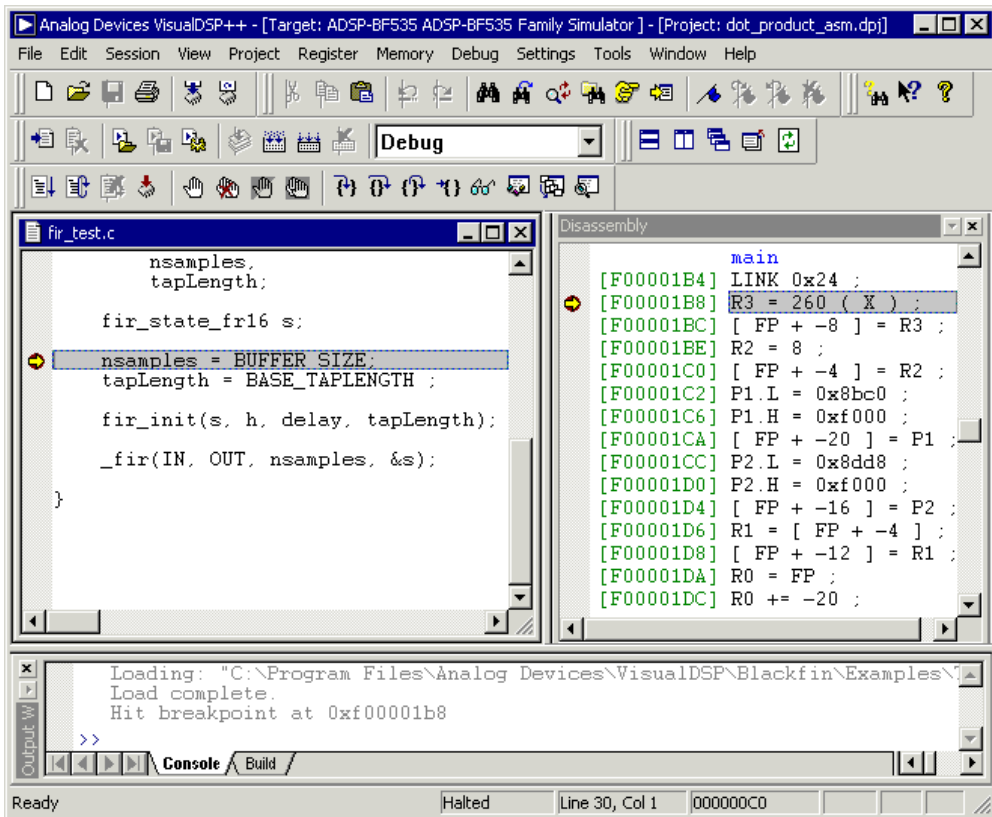 Analog Devices VisualDSP++ - [Target: ADSP-BF535 ADSP-BF535 Family Simulator ] - [Project: dot_product_asm.dpj]
File Edit Session View Project Register Memory Debug Settings Tools Window Help
Debug
fir_test.c
nsamples,
tapLength;
fir_state_fr16 s;
nsamples = BUFFER_SIZE;
tapLength = BASE_TAPLENGTH ;
fir_init(s, h, delay, tapLength);
_fir(IN, OUT, nsamples, &s);
}
Disassembly
main
[F00001B4] LINK 0x24 ;
[F00001B8] R3 = 260 ( X ) ;
[F00001BC] [ FP + -8 ] = R3 ;
[F00001BE] R2 = 8 ;
[F00001C0] [ FP + -4 ] = R2 ;
[F00001C2] P1.L = 0x8bc0 ;
[F00001C6] P1.H = 0xf000 ;
[F00001CA] [ FP + -20 ] = P1 ;
[F00001CC] P2.L = 0x8dd8 ;
[F00001D0] P2.H = 0xf000 ;
[F00001D4] [ FP + -16 ] = P2 ;
[F00001D6] R1 = [ FP + -4 ] ;
[F00001D8] [ FP + -12 ] = R1 ;
[F00001DA] R0 = FP ;
[F00001DC] R0 += -20 ;
Output W
Loading: "C:\Program Files\Analog Devices\VisualDSP\Blackfin\Examples\
Load complete.
Hit breakpoint at 0xf00001b8
>>
Console Build
Ready Halted Line 30, Col 1 000000C0